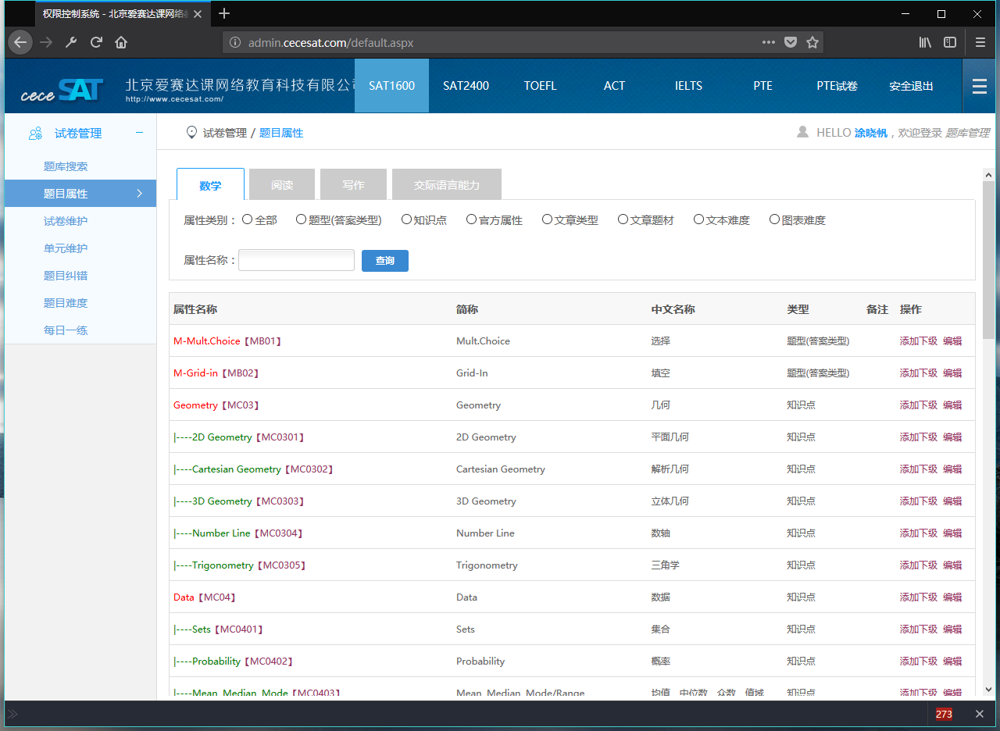 权限控制系统 - 北京爱赛达课网络
admin.cecesat.com/default.aspx
cece SAT
北京爱赛达课网络教育科技有限公
http://www.cecesat.com/
SAT1600 SAT2400 TOEFL ACT IELTS PTE PTE试卷 安全退出
试卷管理
题库搜索
题目属性
试卷维护
单元维护
题目纠错
题目难度
每日一练
试卷管理 / 题目属性
HELLO 涂晓帆，欢迎登录 题库管理
数学 阅读 写作 交际语言能力
属性类别： 全部 题型(答案类型) 知识点 官方属性 文章类型 文章题材 文本难度 图表难度
属性名称： 查询
属性名称 简称 中文名称 类型 备注 操作
M-Mult.Choice【MB01】 Mult.Choice 选择 题型(答案类型) 添加下级 编辑
M-Grid-in【MB02】 Grid-In 填空 题型(答案类型) 添加下级 编辑
Geometry【MC03】 Geometry 几何 知识点 添加下级 编辑
|----2D Geometry【MC0301】 2D Geometry 平面几何 知识点 添加下级 编辑
|----Cartesian Geometry【MC0302】 Cartesian Geometry 解析几何 知识点 添加下级 编辑
|----3D Geometry【MC0303】 3D Geometry 立体几何 知识点 添加下级 编辑
|----Number Line【MC0304】 Number Line 数轴 知识点 添加下级 编辑
|----Trigonometry【MC0305】 Trigonometry 三角学 知识点 添加下级 编辑
Data【MC04】 Data 数据 知识点 添加下级 编辑
|----Sets【MC0401】 Sets 集合 知识点 添加下级 编辑
|----Probability【MC0402】 Probability 概率 知识点 添加下级 编辑
|----Mean, Median, Mode【MC0403】 Mean, Median, Mode/Range 均值、中位数、众数、值域 知识点 添加下级 编辑
273